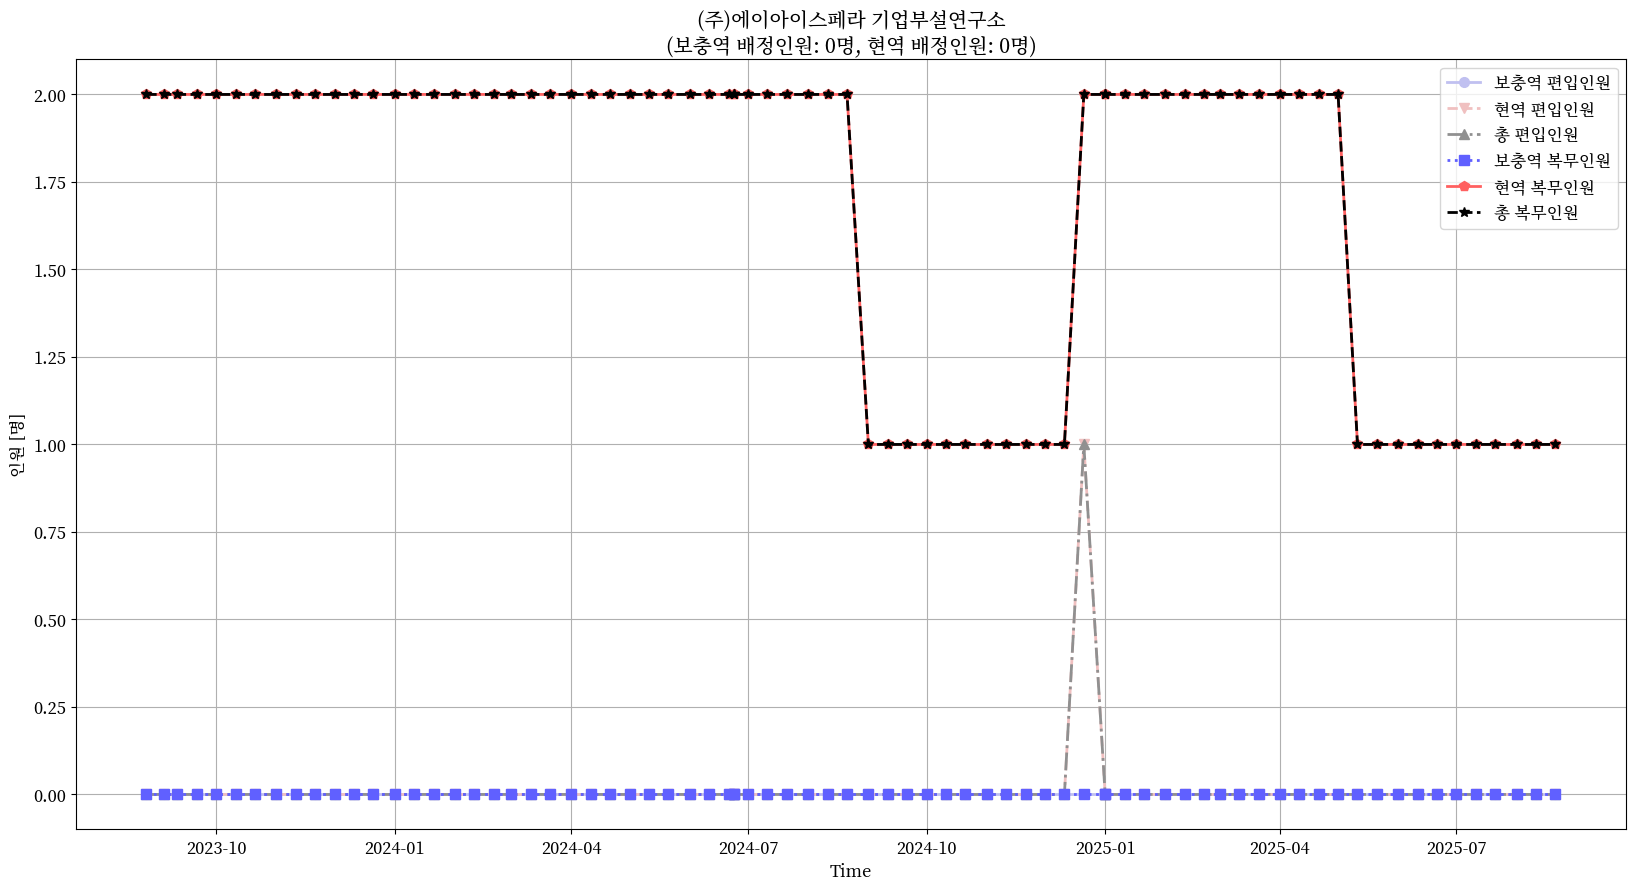 (주)에이아이스페라 기업부설연구소
(보충역 배정인원: 0명, 현역 배정인원: 0명)
보충역 편입인원
현역 편입인원
총 편입인원
보충역 복무인원
현역 복무인원
총 복무인원
인원 [명]
2.00
1.75
1.50
1.25
1.00
0.75
0.50
0.25
0.00
2023-10
2024-01
2024-04
2024-07
2024-10
2025-01
2025-04
2025-07
Time